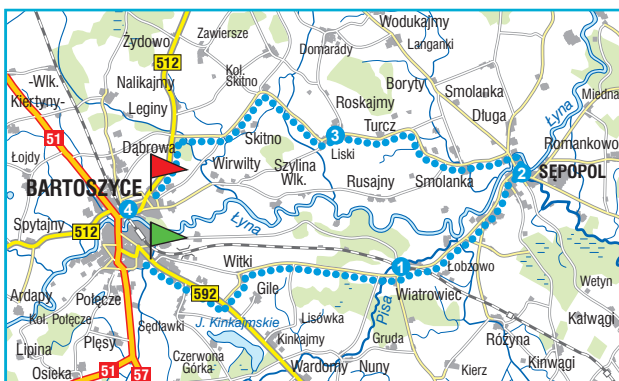 Zawiersze
Wodukajmy
Żydowo
512
Domarady
Langanki
-Wlk.
Kiertyny-
Nalikajmy
Kol.
Skitno
Boryty
Smolanka
Miedna
Leginy
Roskajmy
Długa
Łyna
51
Skitno
3
Turcz
Romankowo
Dąbrowa
Łojdy
Wirwilty
Szylina
Wlk.
Liski
Rusajny
Smolanka
2
SĘPOPOL
BARTOSZYCE
4
Spytajny
512
Łyna
Witki
1
Łobzowo
Wetyn
Ardapy
Połęcze
592
Gile
Wiatrowiec
Kol. Połęcze
Sędławki
J. Kinkajmskie
Lisówka
Pisa
Kałwągi
Lipina
Plęsy
Czerwona
Górka
Kinkajmy
Gruda
Różyna
Osieka
51
57
Wardomy
Nuny
Kierz
Kinwągi